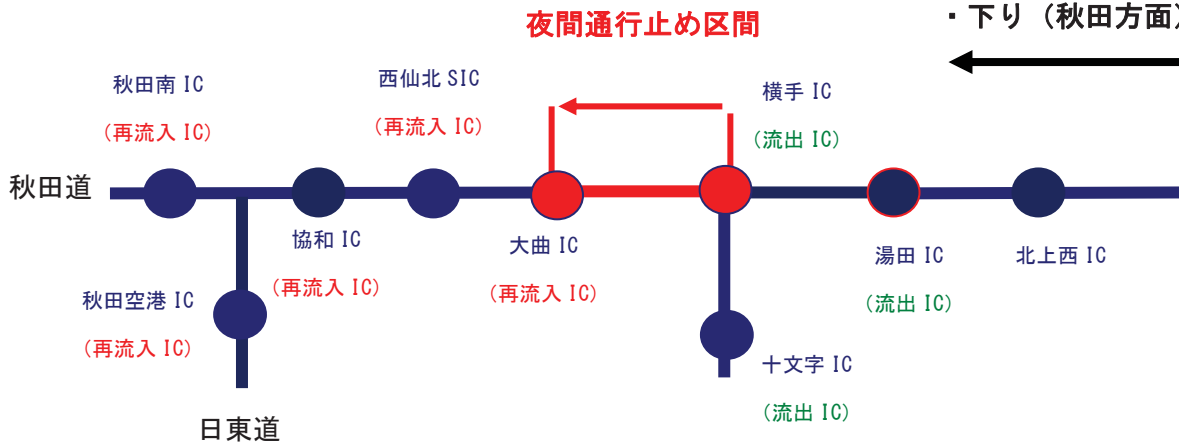 夜間通行止め区間
・下り（秋田方面）
秋田南 IC
（再流入 IC）
西仙北 SIC
（再流入 IC）
横手 IC
（流出 IC）
秋田道
協和 IC
（再流入 IC）
大曲 IC
（再流入 IC）
湯田 IC
（流出 IC）
北上西 IC
秋田空港 IC
（再流入 IC）
十文字 IC
（流出 IC）
日東道